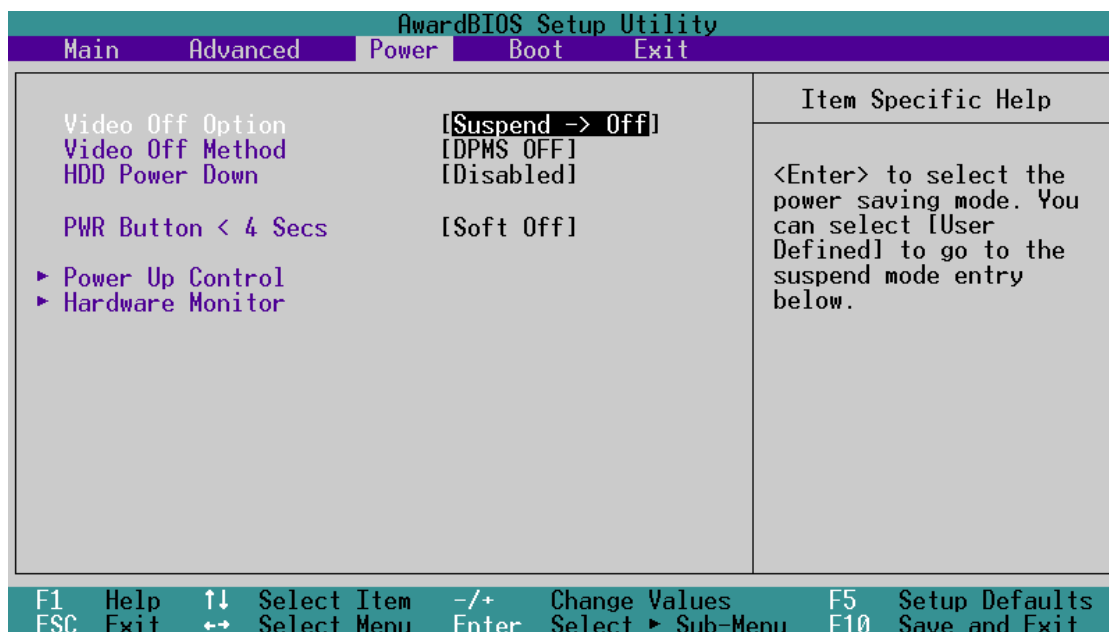 AwardBIOS Setup Utility
Main Advanced Power Boot Exit
Item Specific Help
Video Off Option [Suspend -> Off]
Video Off Method [DPMS OFF]
HDD Power Down [Disabled]
PWR Button < 4 Secs [Soft Off]
▶ Power Up Control
▶ Hardware Monitor
<Enter> to select the
power saving mode. You
can select [User
Defined] to go to the
suspend mode entry
below.
F1 Help ↑↓ Select Item -/+ Change Values F5 Setup Defaults
ESC Exit ←→ Select Menu Enter Select ▶ Sub-Menu F10 Save and Exit